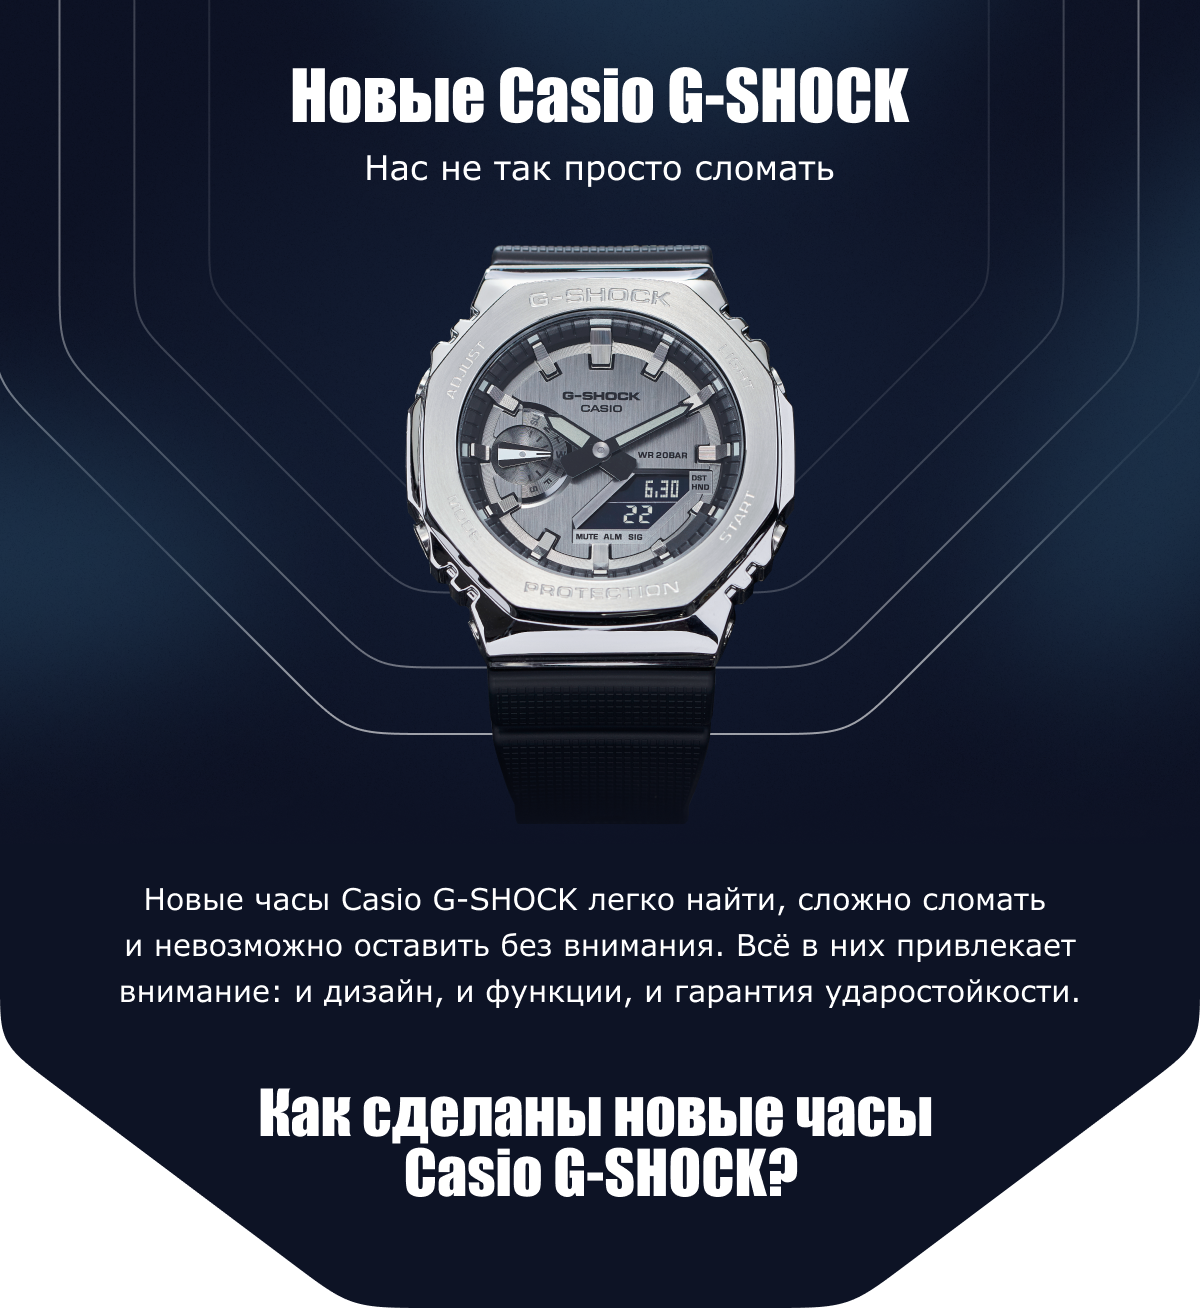 Новые Casio G-SHOCK
Нас не так просто сломать
G-SHOCK
ADJUST
LIGHT
G-SHOCK
CASIO
WR 20BAR
DST
HND
6:30
22
MUTE ALM SIG
MODE
START
PROTECTION
Новые часы Casio G-SHOCK легко найти, сложно сломать
и невозможно оставить без внимания. Всё в них привлекает
внимание: и дизайн, и функции, и гарантия ударостойкости.
Как сделаны новые часы
Casio G-SHOCK?